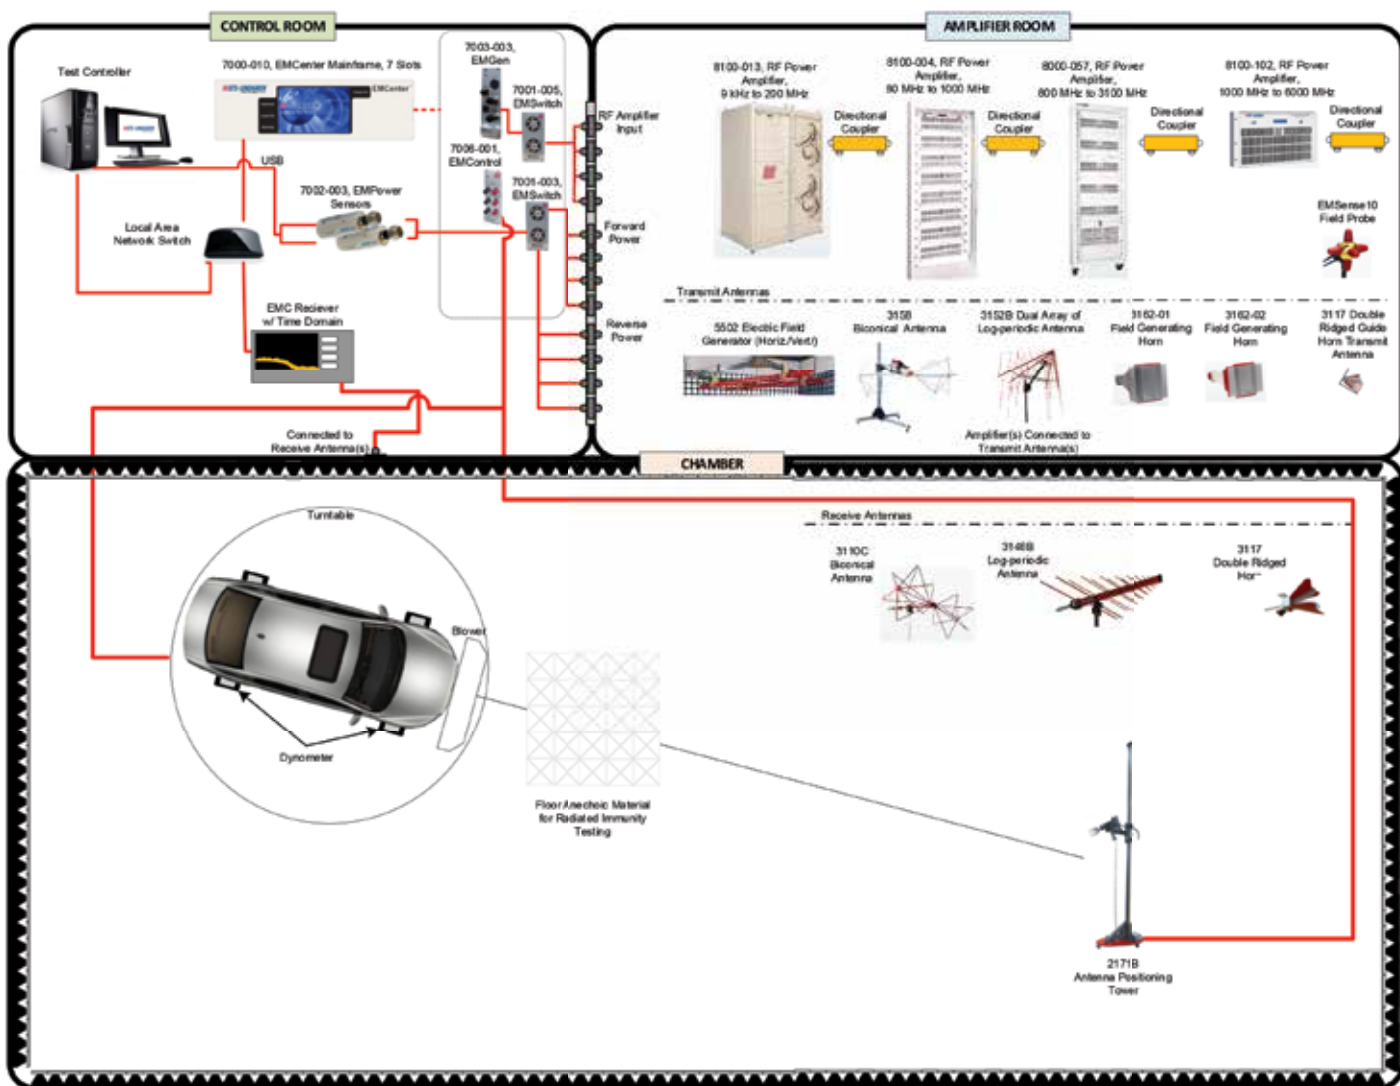 CONTROL ROOM
Test Controller
7000-010, EMCenter Mainframe, 7 Slots
EMCenter
7003-003,
EMGen
7001-005,
EMSwitch
7006-001,
EMControl
7001-003,
EMSwitch
USB
7002-003, EMPower
Sensors
Local Area
Network Switch
EMC Reciever
w/ Time Domain
Connected to
Receive Antenna(s)
RF Amplifier
Input
Forward
Power
Reverse
Power
AMPLIFIER ROOM
8100-013, RF Power
Amplifier,
9 kHz to 200 MHz
Directional
Coupler
8100-004, RF Power
Amplifier,
80 MHz to 1000 MHz
Directional
Coupler
8000-057, RF Power
Amplifier,
800 MHz to 3100 MHz
Directional
Coupler
8100-102, RF Power
Amplifier,
1000 MHz to 6000 MHz
Directional
Coupler
EMSense10
Field Probe
Transmit Antennas
5502 Electric Field
Generator (Horiz./Vert/)
3158
Biconical Antenna
3152B Dual Array of
Log-periodic Antenna
3162-01
Field Generating
Horn
3162-02
Field Generating
Horn
3117 Double
Ridged Guide
Horn Transmit
Antenna
Amplifier(s) Connected to
Transmit Antenna(s)
CHAMBER
Turntable
Blower
Dynometer
Floor Anechoic Material
for Radiated Immunity
Testing
Receive Antennas
3110C
Biconical
Antenna
3148B
Log-periodic
Antenna
3117
Double Ridged
2171B
Antenna Positioning
Tower